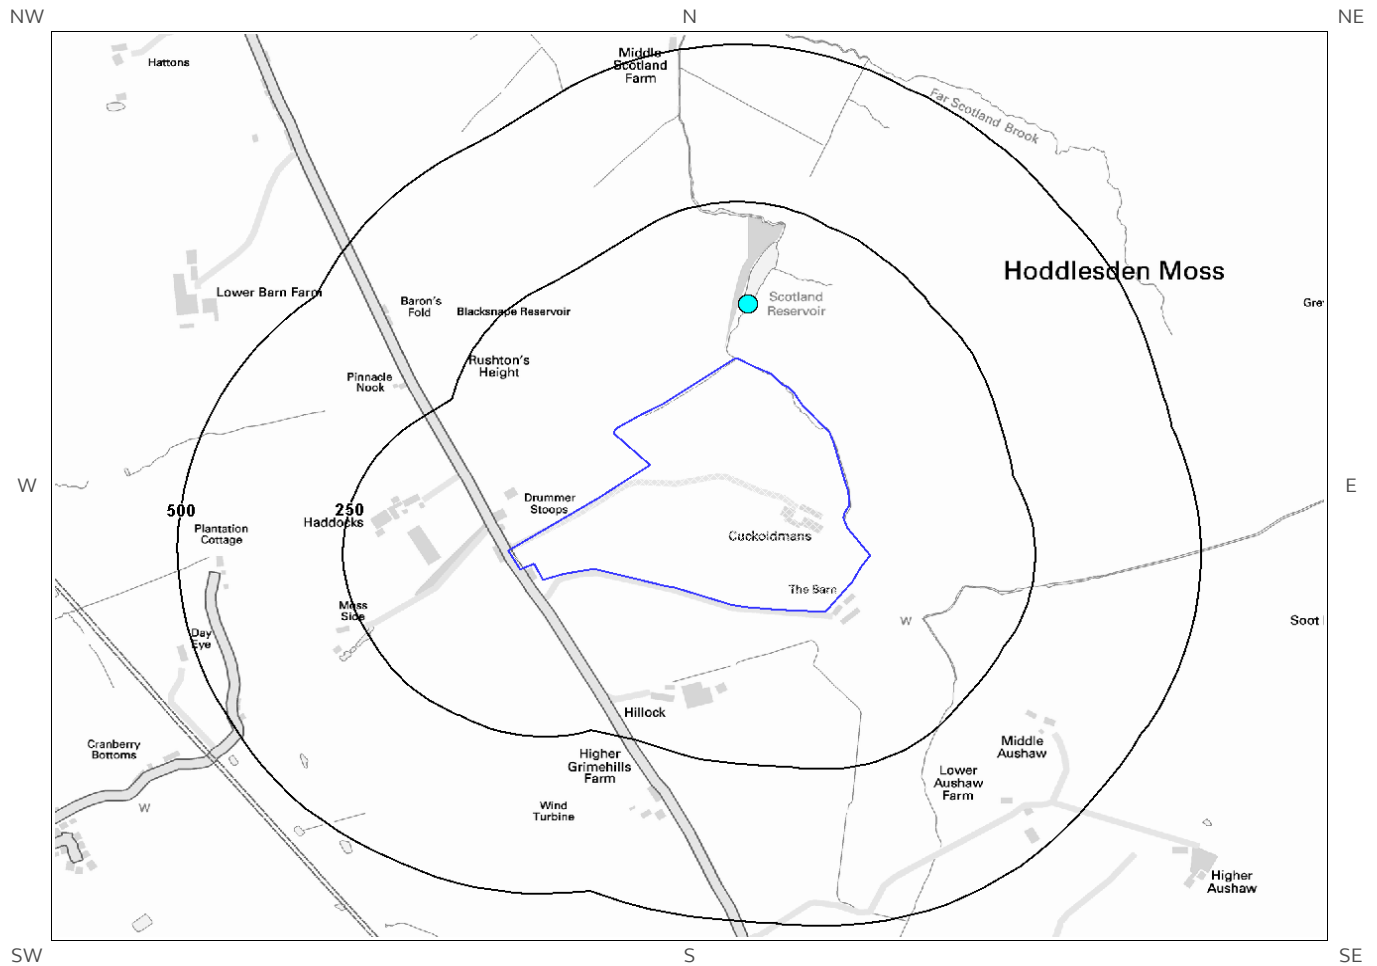 NW
N
NE
Hattons
Middle
Scotland
Farm
Far Scotland Brook
Hoddlesden Moss
Lower Barn Farm
Baron's
Fold
Blacksnape Reservoir
Scotland
Reservoir
Rushton's
Height
Pinnacle
Nook
W
E
500
250
Drummer
Stoops
Haddocks
Plantation
Cottage
Cuckoldmans
The Barn
Moss
Side
W
Day
Eye
Soot
Hillock
Cranberry
Bottoms
Higher
Grimehills
Farm
Middle
Aushaw
Lower
Aushaw
Farm
Wind
Turbine
W
Higher
Aushaw
SW
S
SE